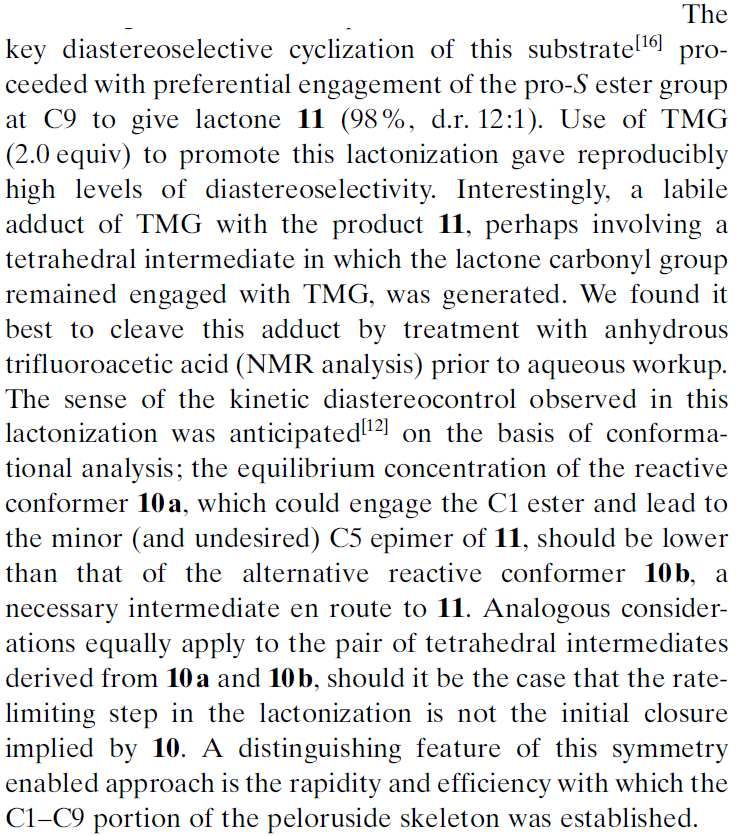 The
key diastereoselective cyclization of this substrate[16] pro-
ceeded with preferential engagement of the pro-S ester group
at C9 to give lactone 11 (98%, d.r. 12:1). Use of TMG
(2.0 equiv) to promote this lactonization gave reproducibly
high levels of diastereoselectivity. Interestingly, a labile
adduct of TMG with the product 11, perhaps involving a
tetrahedral intermediate in which the lactone carbonyl group
remained engaged with TMG, was generated. We found it
best to cleave this adduct by treatment with anhydrous
trifluoroacetic acid (NMR analysis) prior to aqueous workup.
The sense of the kinetic diastereocontrol observed in this
lactonization was anticipated[12] on the basis of conforma-
tional analysis; the equilibrium concentration of the reactive
conformer 10a, which could engage the C1 ester and lead to
the minor (and undesired) C5 epimer of 11, should be lower
than that of the alternative reactive conformer 10b, a
necessary intermediate en route to 11. Analogous consider-
ations equally apply to the pair of tetrahedral intermediates
derived from 10a and 10b, should it be the case that the rate-
limiting step in the lactonization is not the initial closure
implied by 10. A distinguishing feature of this symmetry
enabled approach is the rapidity and efficiency with which the
C1–C9 portion of the peloruside skeleton was established.